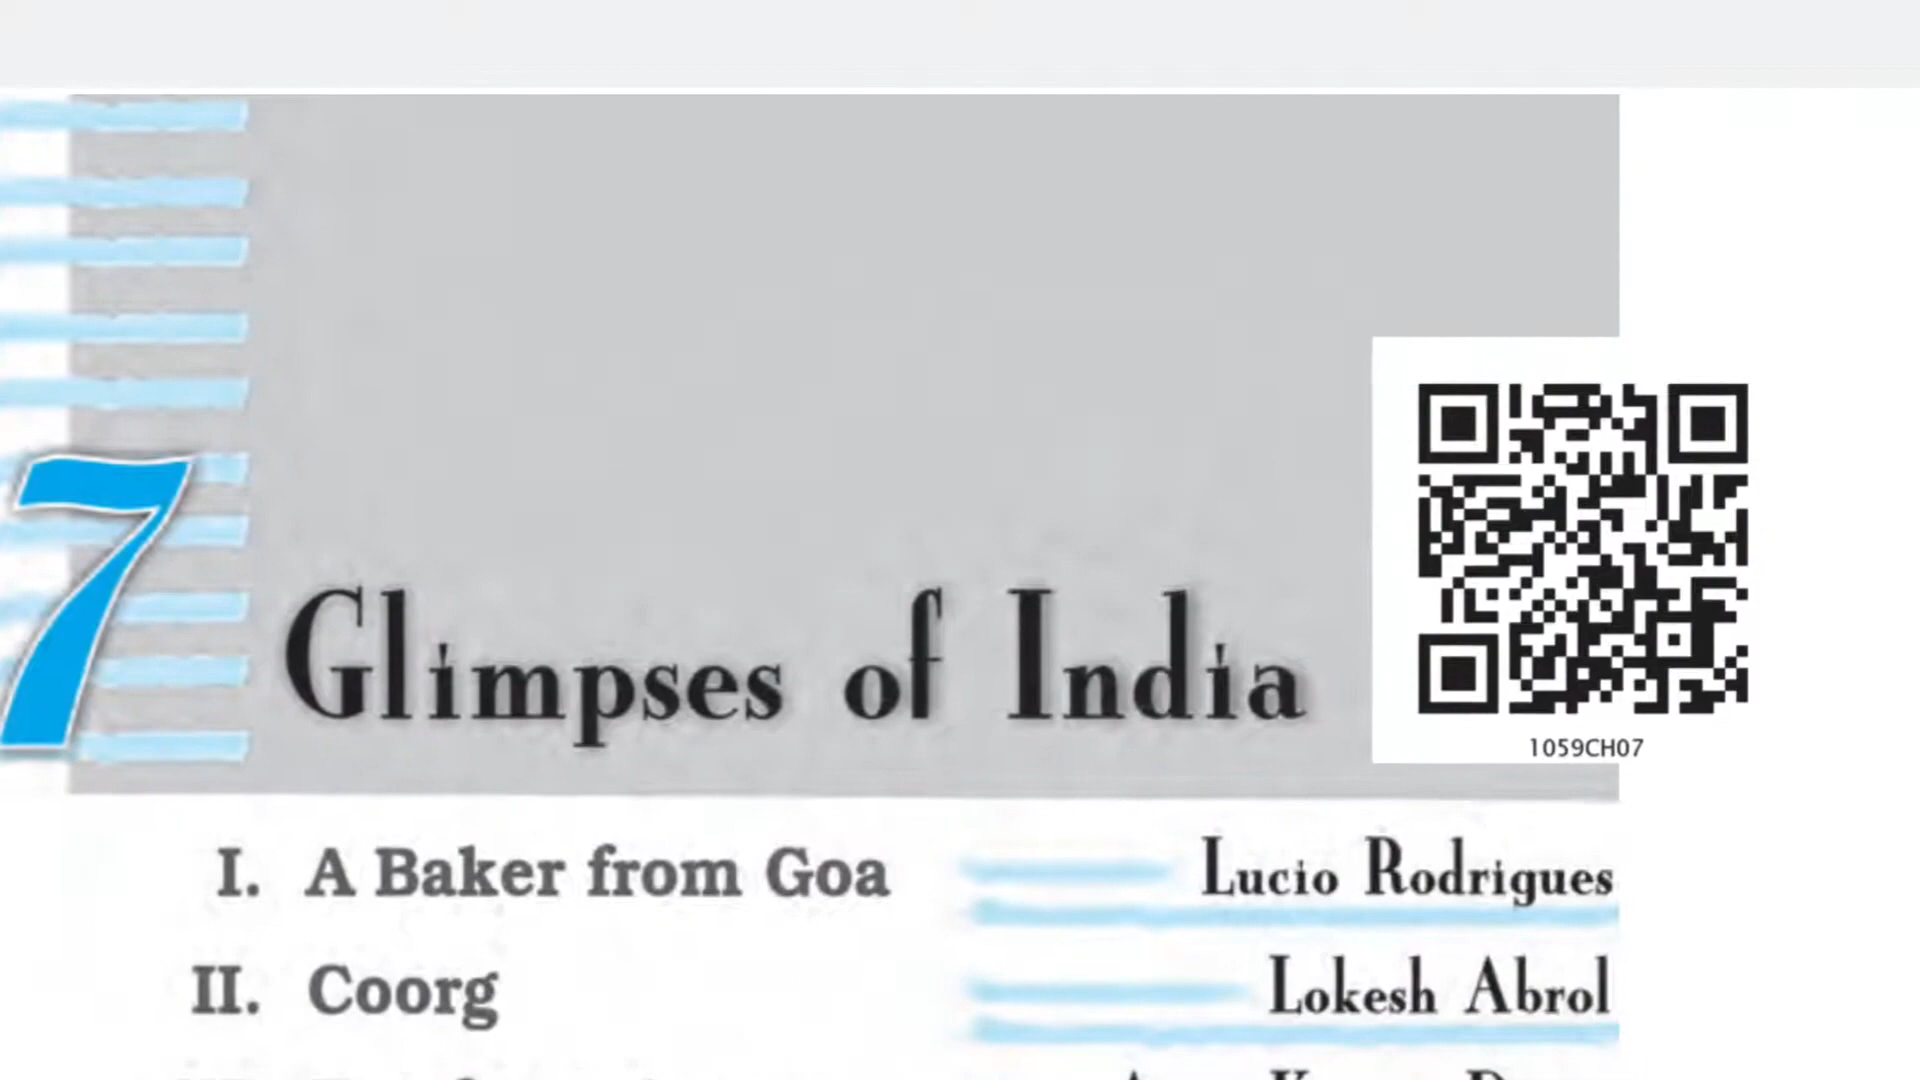 7
Glimpses of India
1059CH07
I. A Baker from Goa Lucio Rodrigues
II. Coorg Lokesh Abrol